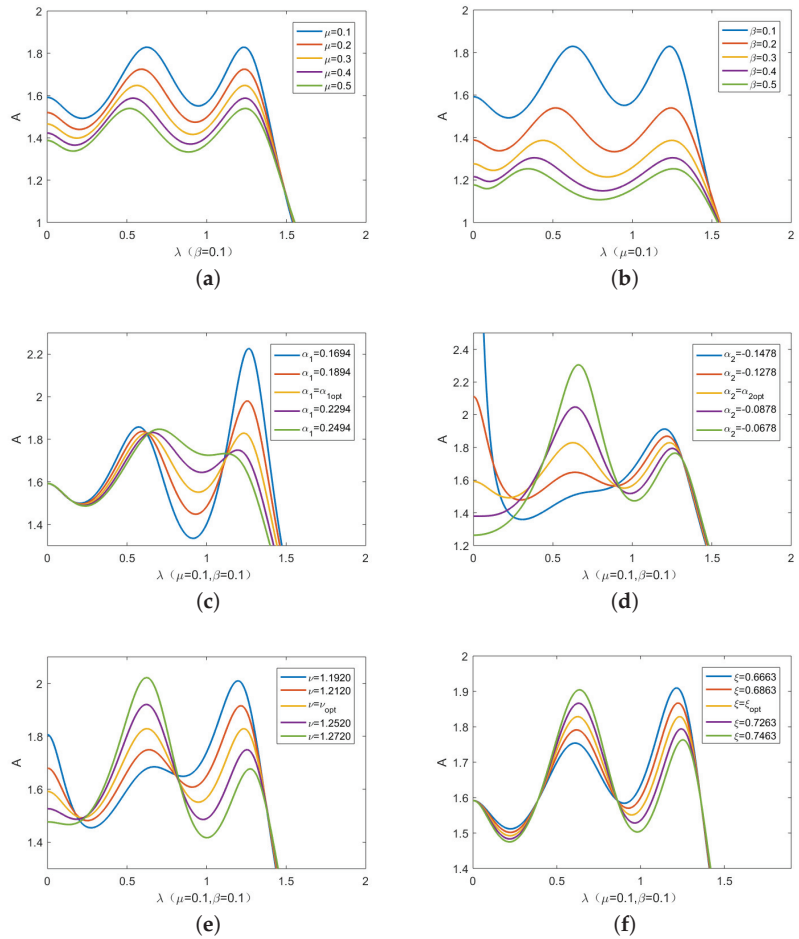 2
1.8
1.6
1.4
1.2
1
A
μ=0.1
μ=0.2
μ=0.3
μ=0.4
μ=0.5
0 0.5 1 1.5 2
λ（β=0.1）
(a)
2
1.8
1.6
1.4
1.2
1
A
β=0.1
β=0.2
β=0.3
β=0.4
β=0.5
0 0.5 1 1.5 2
λ（μ=0.1）
(b)
2.2
2
1.8
1.6
1.4
A
α1=0.1694
α1=0.1894
α1=α1opt
α1=0.2294
α1=0.2494
0 0.5 1 1.5 2
λ（μ=0.1,β=0.1）
(c)
2.4
2.2
2
1.8
1.6
1.4
1.2
A
α2=-0.1478
α2=-0.1278
α2=α2opt
α2=-0.0878
α2=-0.0678
0 0.5 1 1.5 2
λ（μ=0.1,β=0.1）
(d)
2
1.8
1.6
1.4
A
ν=1.1920
ν=1.2120
ν=νopt
ν=1.2520
ν=1.2720
0 0.5 1 1.5 2
λ（μ=0.1,β=0.1）
(e)
2
1.9
1.8
1.7
1.6
1.5
1.4
A
ξ=0.6663
ξ=0.6863
ξ=ξopt
ξ=0.7263
ξ=0.7463
0 0.5 1 1.5
λ（μ=0.1,β=0.1）
(f)